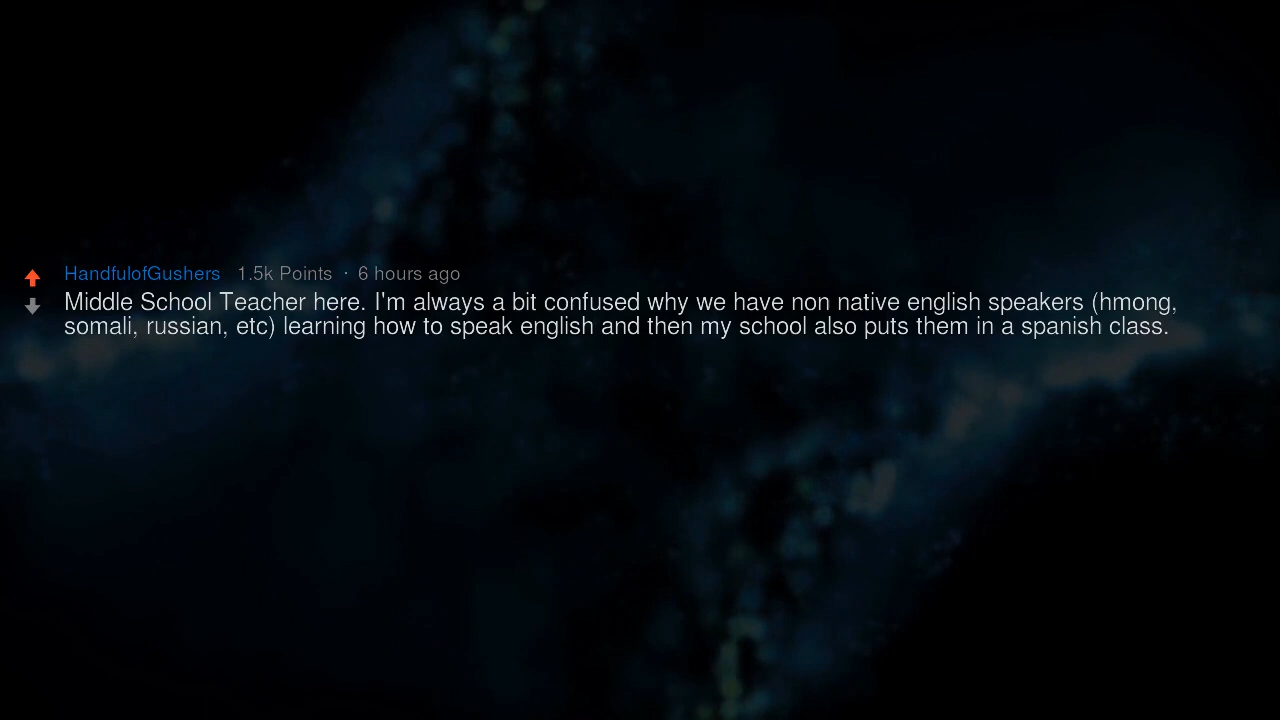 HandfulofGushers 1.5k Points · 6 hours ago
Middle School Teacher here. I'm always a bit confused why we have non native english speakers (hmong,
somali, russian, etc) learning how to speak english and then my school also puts them in a spanish class.